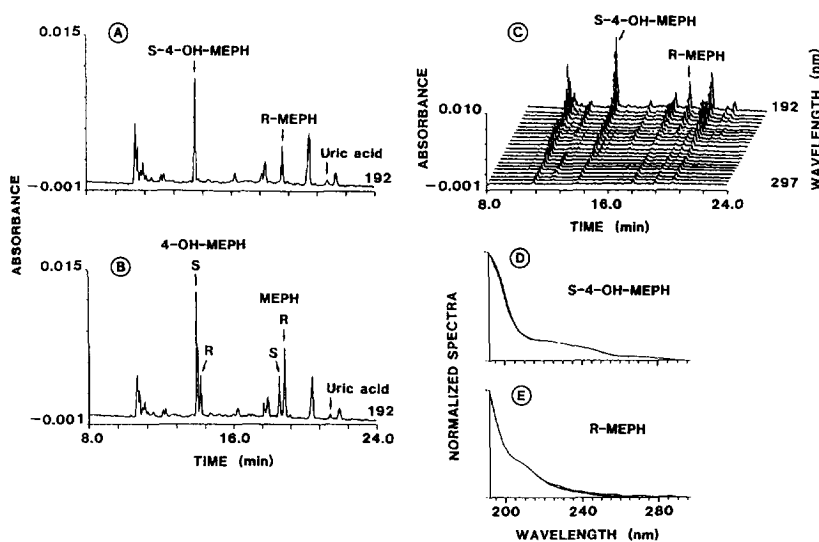 A
0.015
S-4-OH-MEPH
R-MEPH
Uric acid
-0.001
192
ABSORBANCE
B
4-OH-MEPH
0.015
S
R
MEPH
R
S
Uric acid
-0.001
192
8.0 16.0 24.0
TIME (min)
C
S-4-OH-MEPH
R-MEPH
ABSORBANCE
0.010
-0.001
192
297
WAVELENGTH (nm)
8.0 16.0 24.0
TIME (min)
D
S-4-OH-MEPH
NORMALIZED SPECTRA
E
R-MEPH
200 240 280
WAVELENGTH (nm)